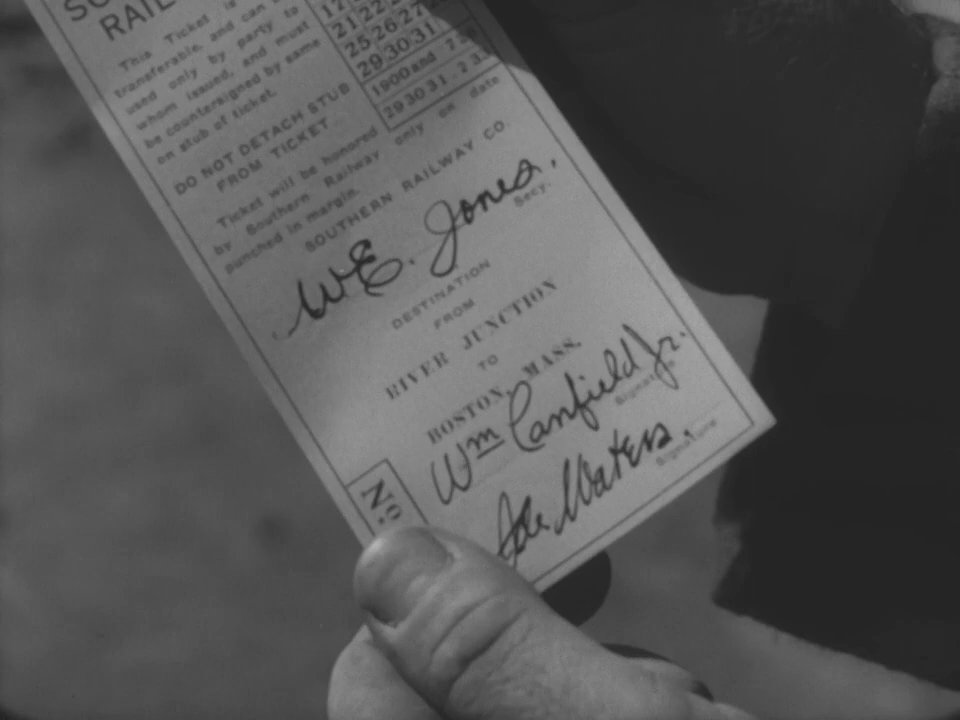 This Ticket is
transferable, and can
used only by party to
whom issued, and must
be countersigned by same
on stub of ticket.
DO NOT DETACH STUB
FROM TICKET
21 22
25 26 27
29 30 31
1900 and
29 30 31
Ticket will be honored
by Southern Railway only on date
punched in margin.
SOUTHERN RAILWAY CO.
W E. Jones.
Secy.
DESTINATION
FROM
RIVER JUNCTION
TO
BOSTON, MASS.
Wm Canfield Jr.
Signature
Waters.
Signature
No: